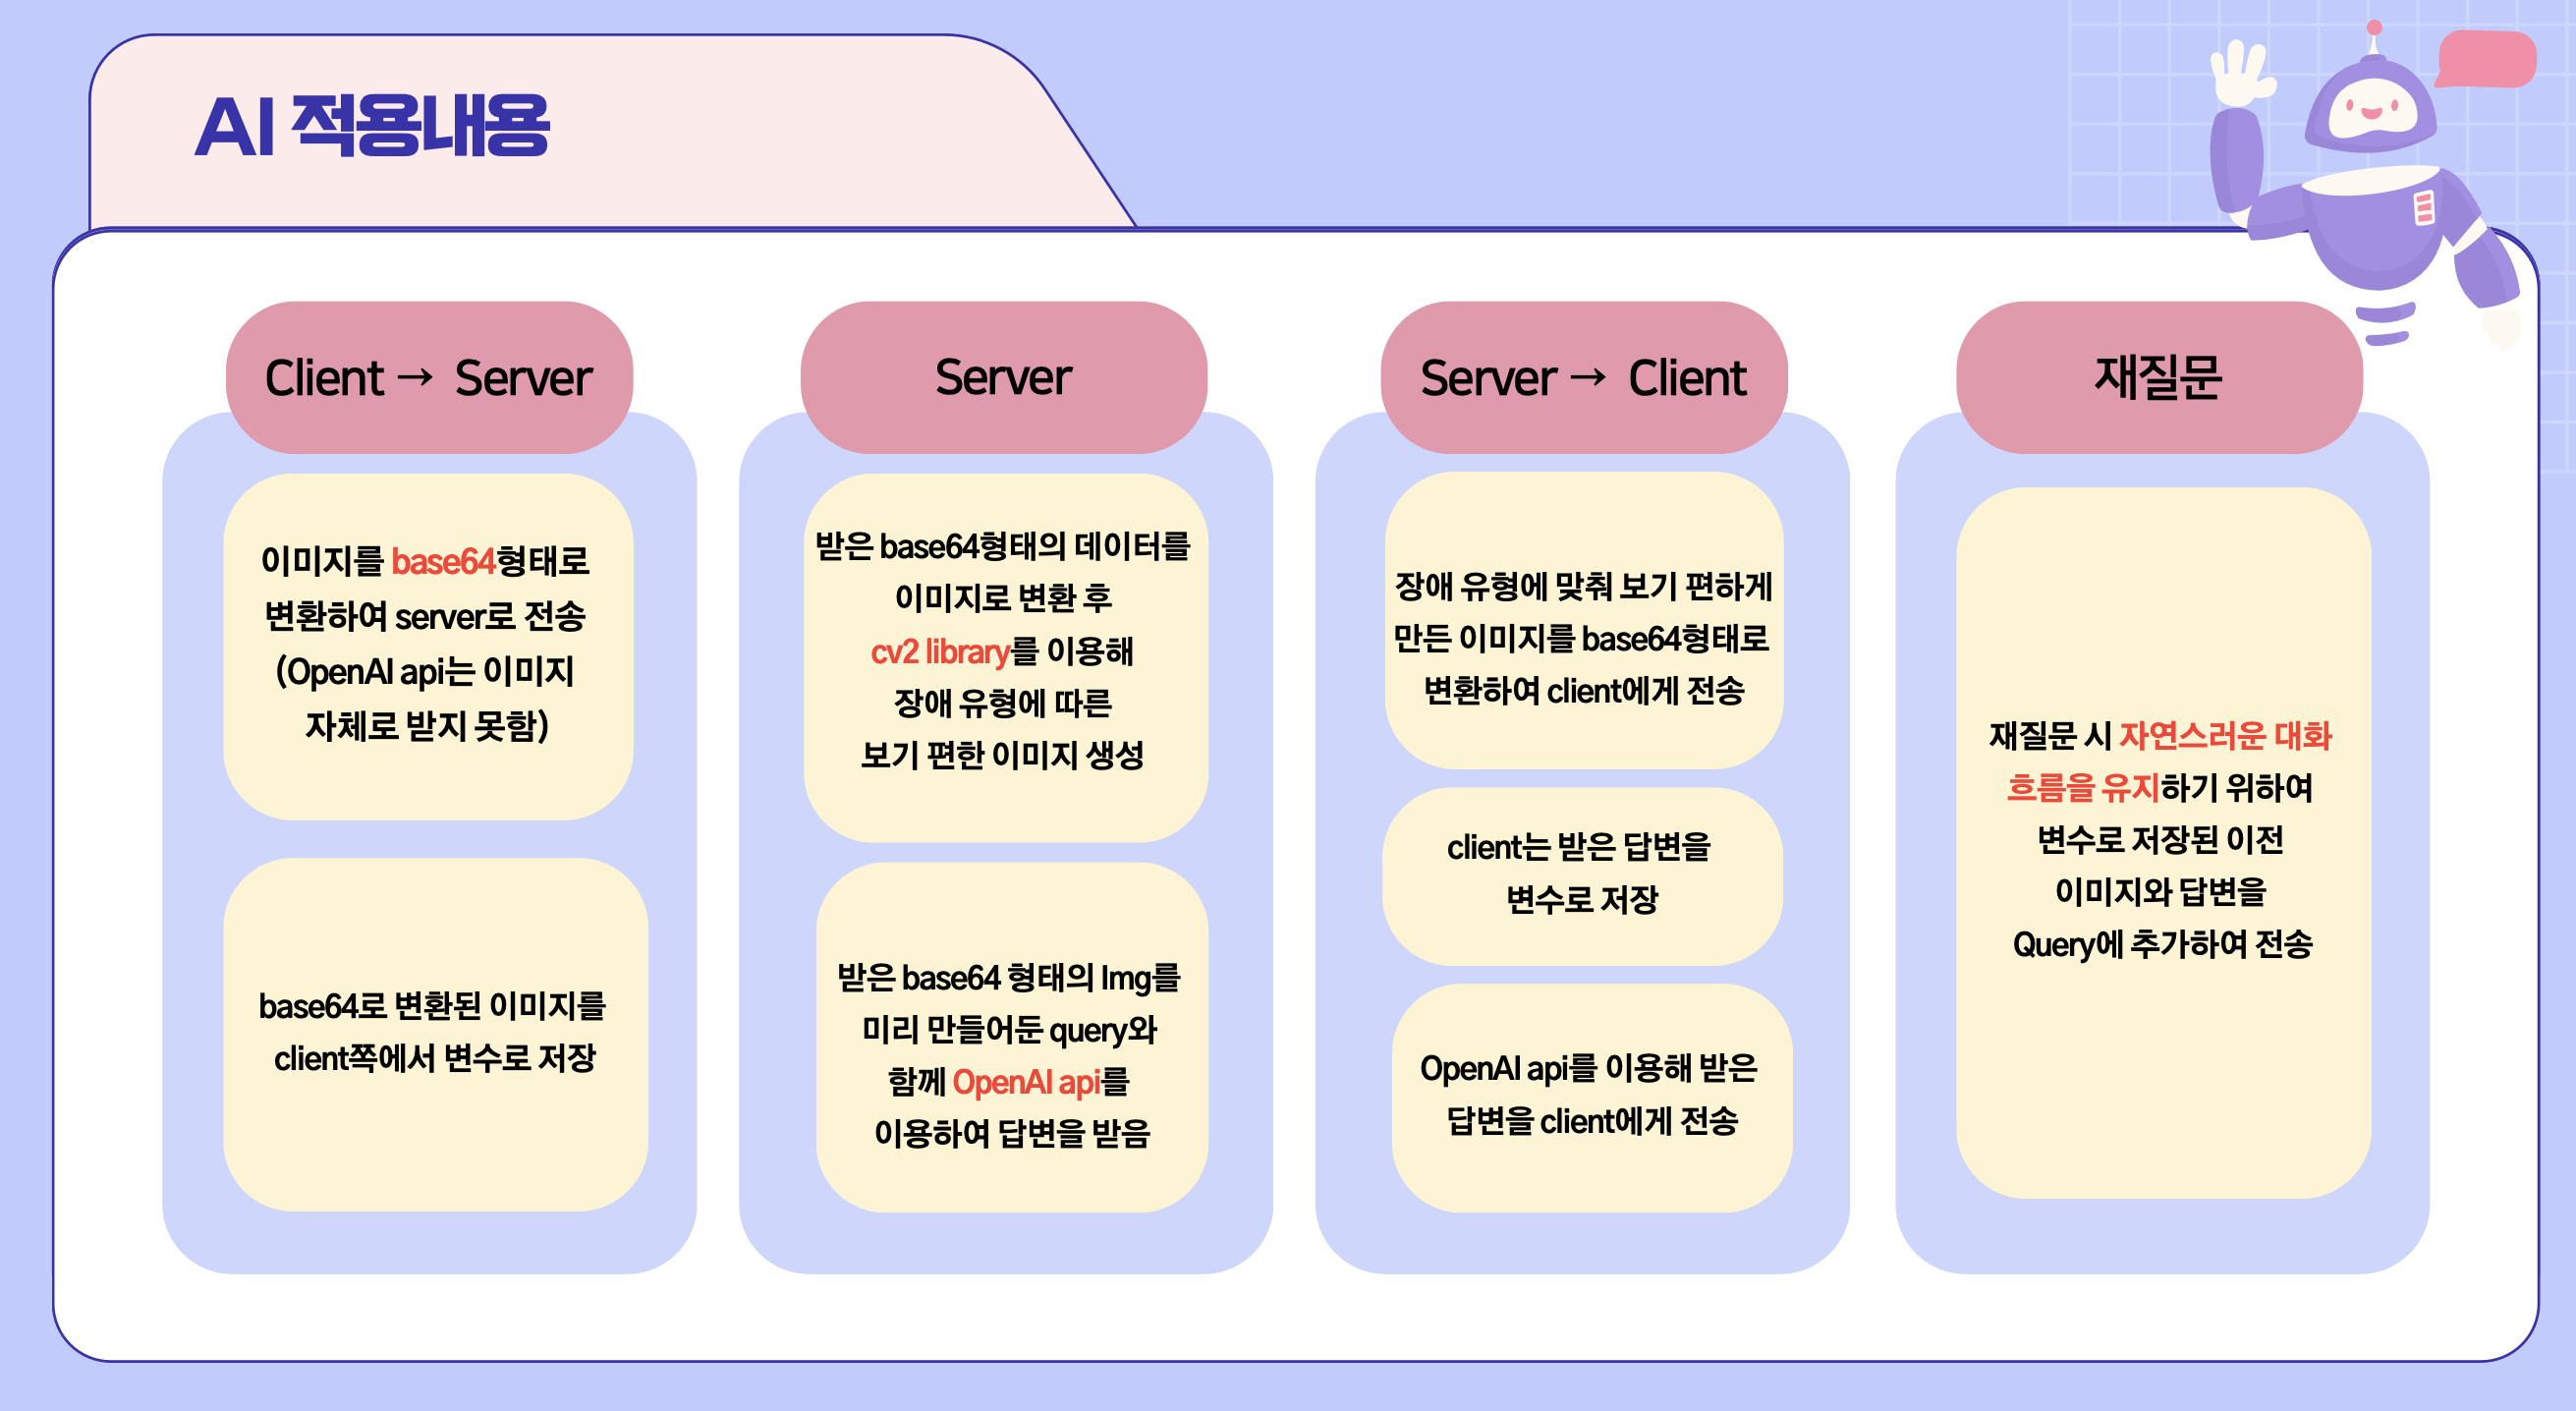 AI 적용내용
Client → Server
이미지를 base64형태로
변환하여 server로 전송
(OpenAI api는 이미지
자체로 받지 못함)
base64로 변환된 이미지를
client쪽에서 변수로 저장
Server
받은 base64형태의 데이터를
이미지로 변환 후
cv2 library를 이용해
장애 유형에 따른
보기 편한 이미지 생성
받은 base64 형태의 Img를
미리 만들어둔 query와
함께 OpenAI api를
이용하여 답변을 받음
Server → Client
장애 유형에 맞춰 보기 편하게
만든 이미지를 base64형태로
변환하여 client에게 전송
client는 받은 답변을
변수로 저장
OpenAI api를 이용해 받은
답변을 client에게 전송
재질문
재질문 시 자연스러운 대화
흐름을 유지하기 위하여
변수로 저장된 이전
이미지와 답변을
Query에 추가하여 전송